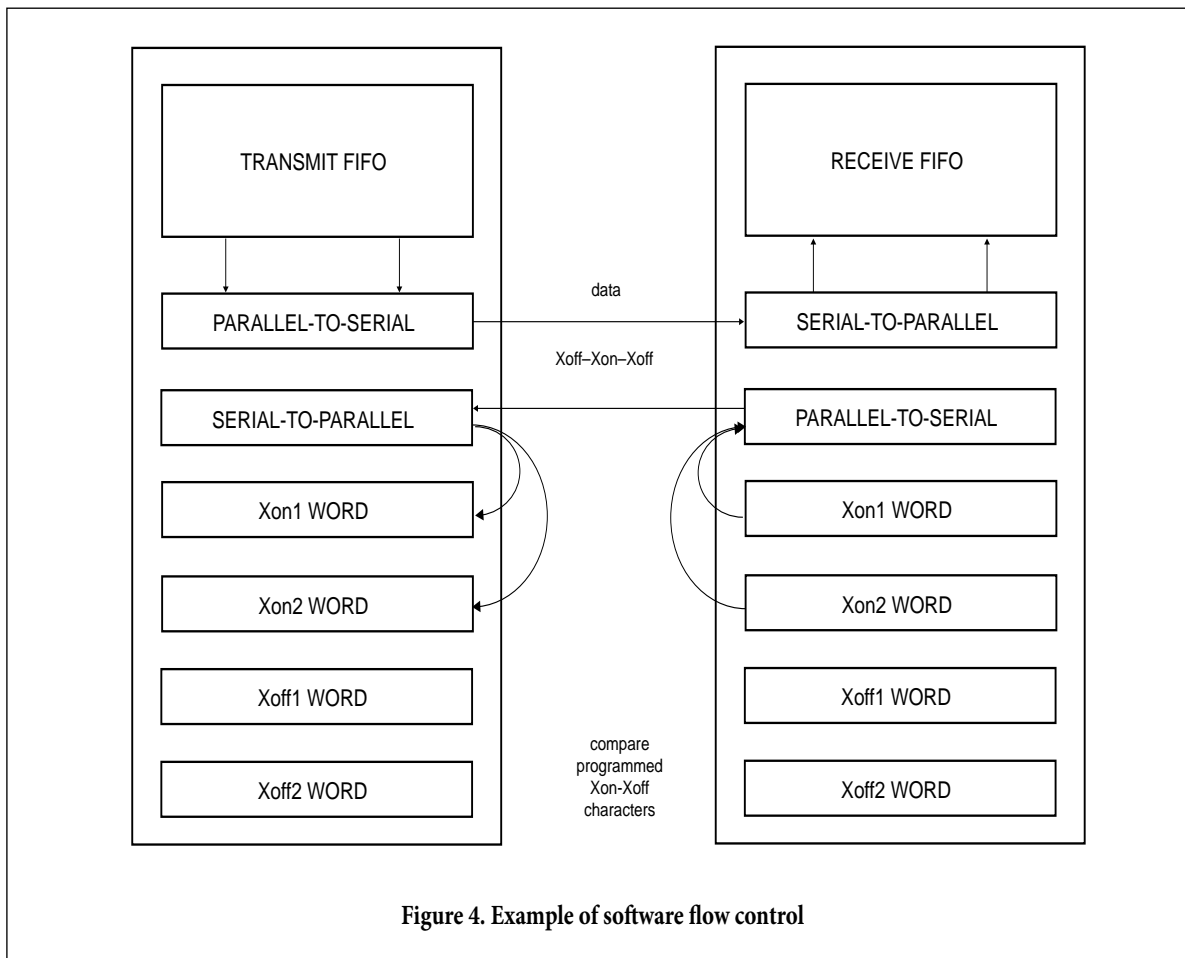 TRANSMIT FIFO
RECEIVE FIFO
data
PARALLEL-TO-SERIAL
SERIAL-TO-PARALLEL
Xoff–Xon–Xoff
SERIAL-TO-PARALLEL
PARALLEL-TO-SERIAL
Xon1 WORD
Xon1 WORD
Xon2 WORD
Xon2 WORD
Xoff1 WORD
Xoff1 WORD
compare
programmed
Xon-Xoff
characters
Xoff2 WORD
Xoff2 WORD
Figure 4. Example of software flow control